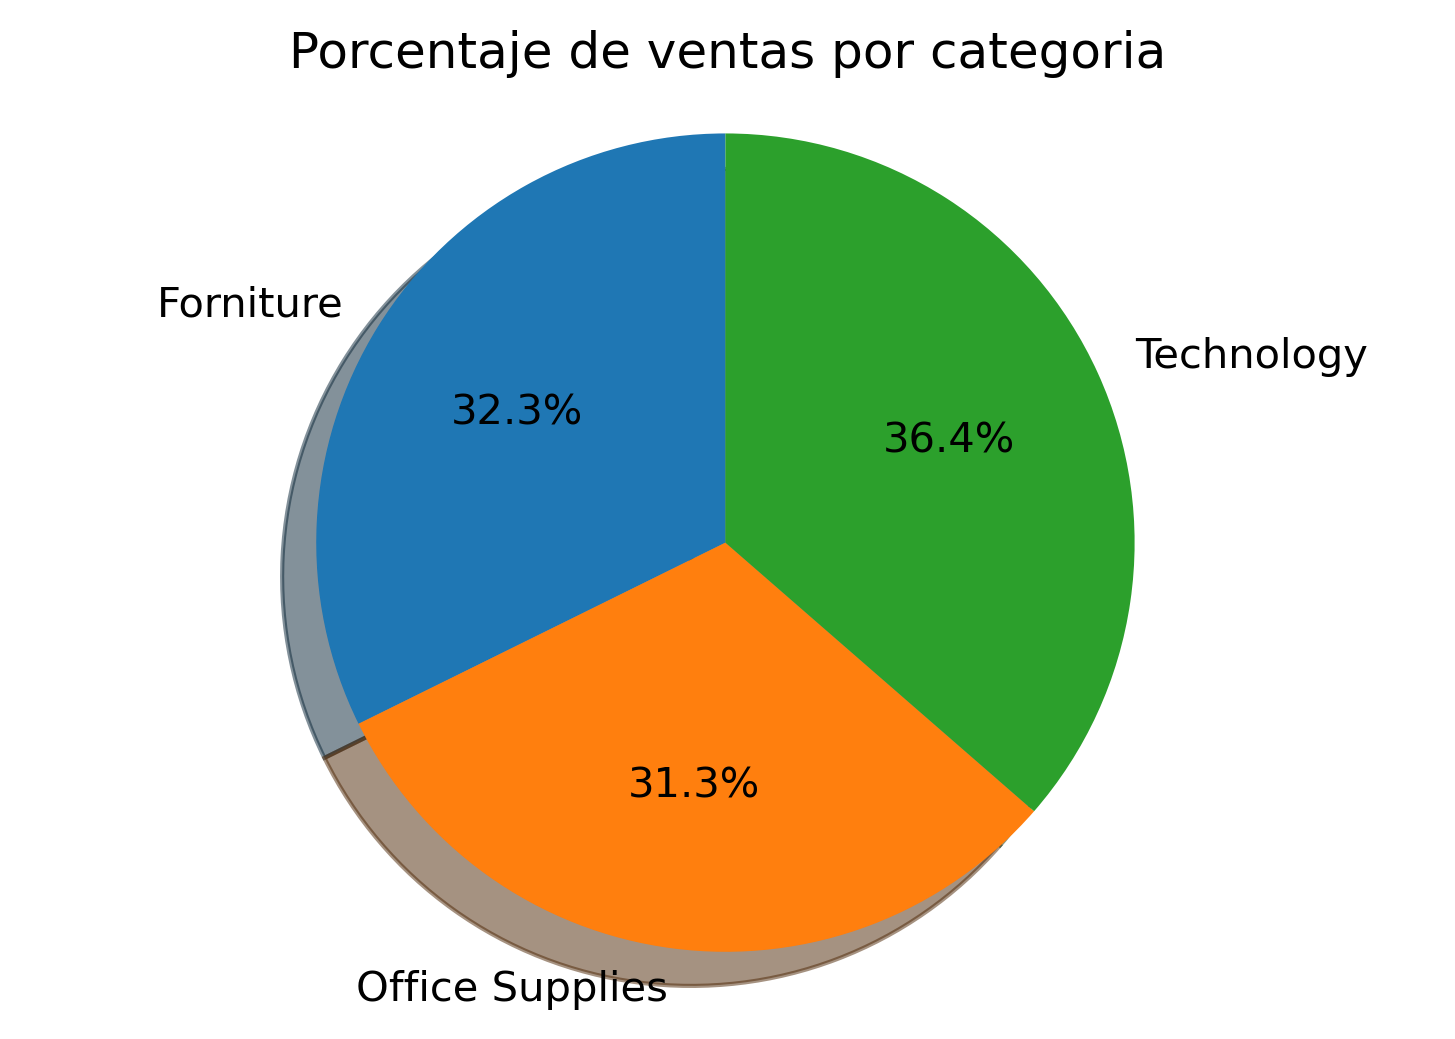 Porcentaje de ventas por categoria
Forniture
Technology
32.3%
36.4%
31.3%
Office Supplies